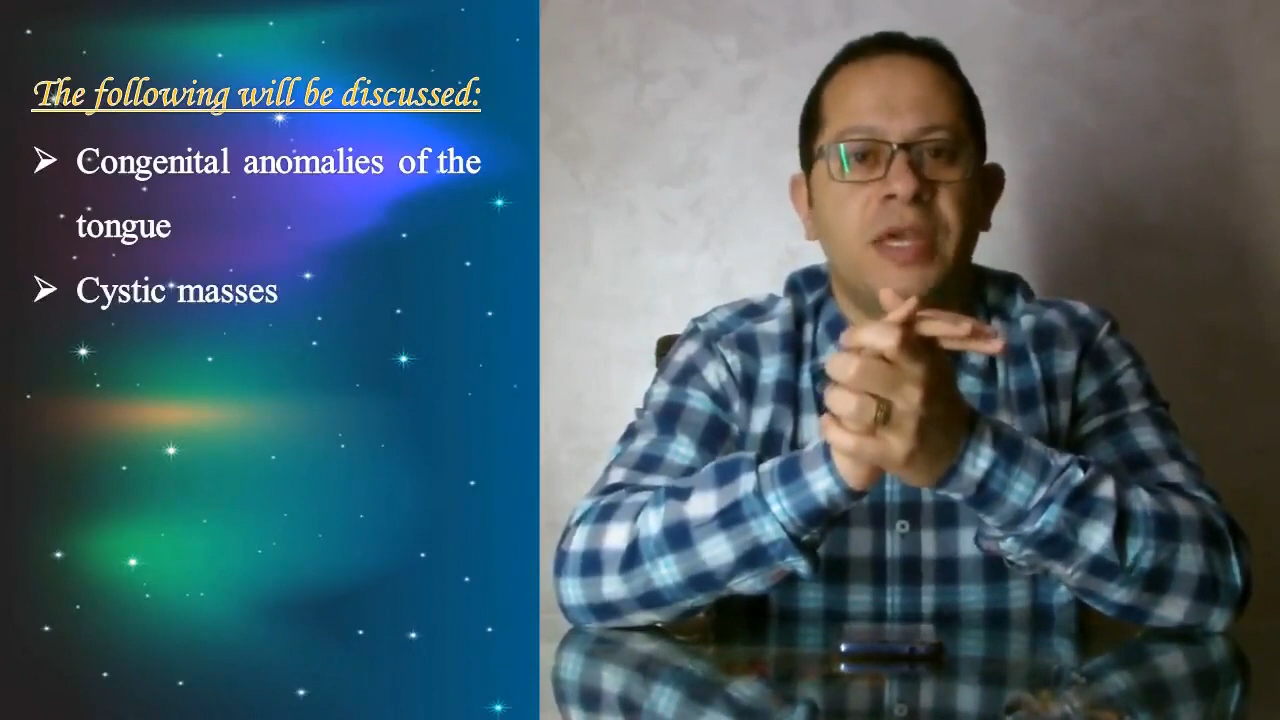 The following will be discussed:
➢ Congenital anomalies of the
tongue
➢ Cystic masses